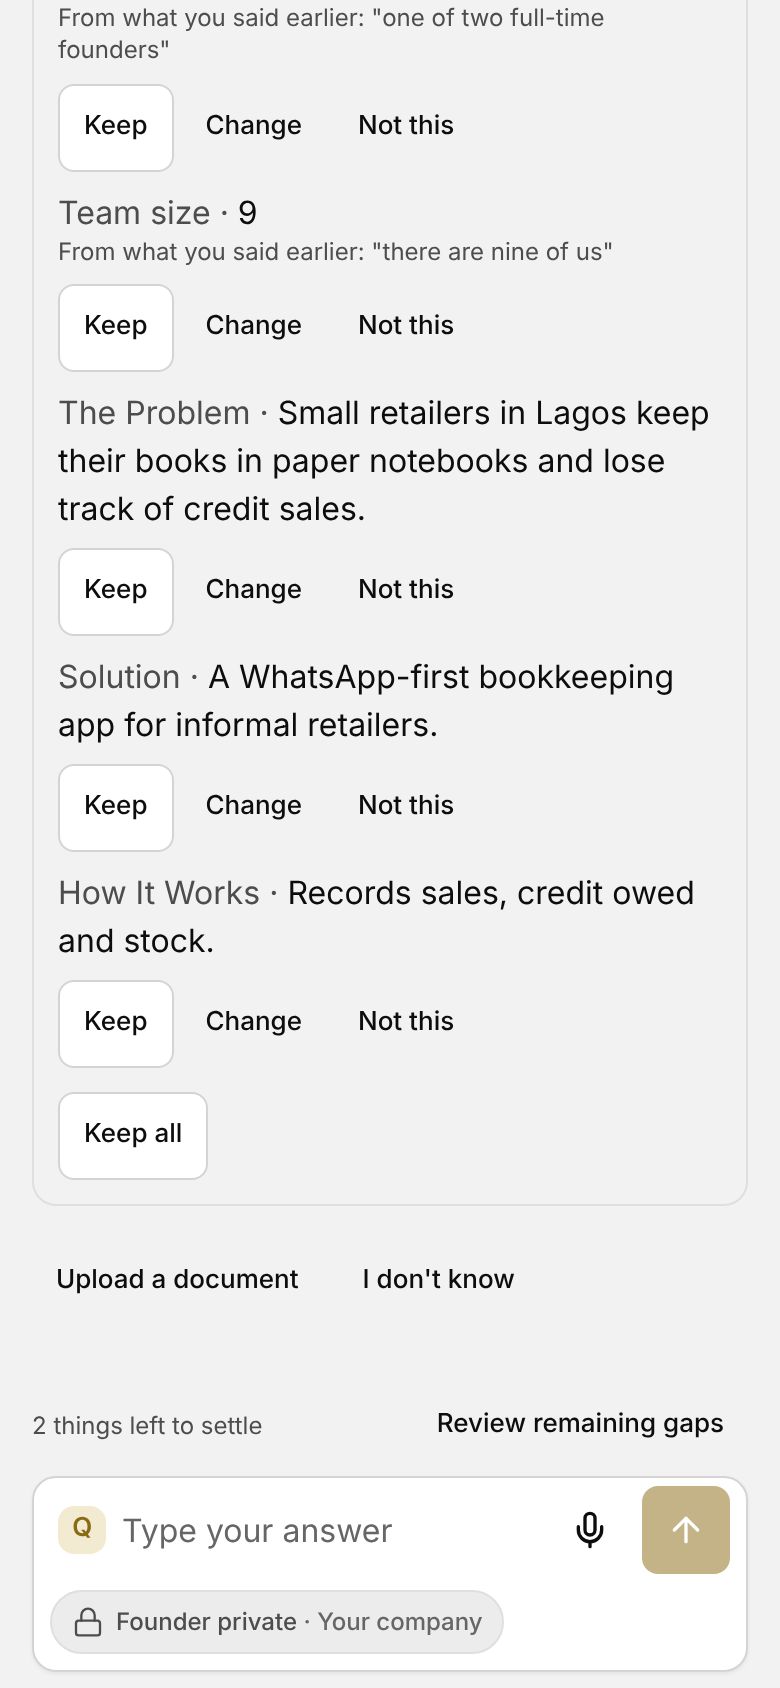 From what you said earlier: "one of two full-time
founders"
Keep Change Not this
Team size · 9
From what you said earlier: "there are nine of us"
Keep Change Not this
The Problem · Small retailers in Lagos keep
their books in paper notebooks and lose
track of credit sales.
Keep Change Not this
Solution · A WhatsApp-first bookkeeping
app for informal retailers.
Keep Change Not this
How It Works · Records sales, credit owed
and stock.
Keep Change Not this
Keep all
Upload a document I don't know
2 things left to settle Review remaining gaps
Q Type your answer
Founder private · Your company